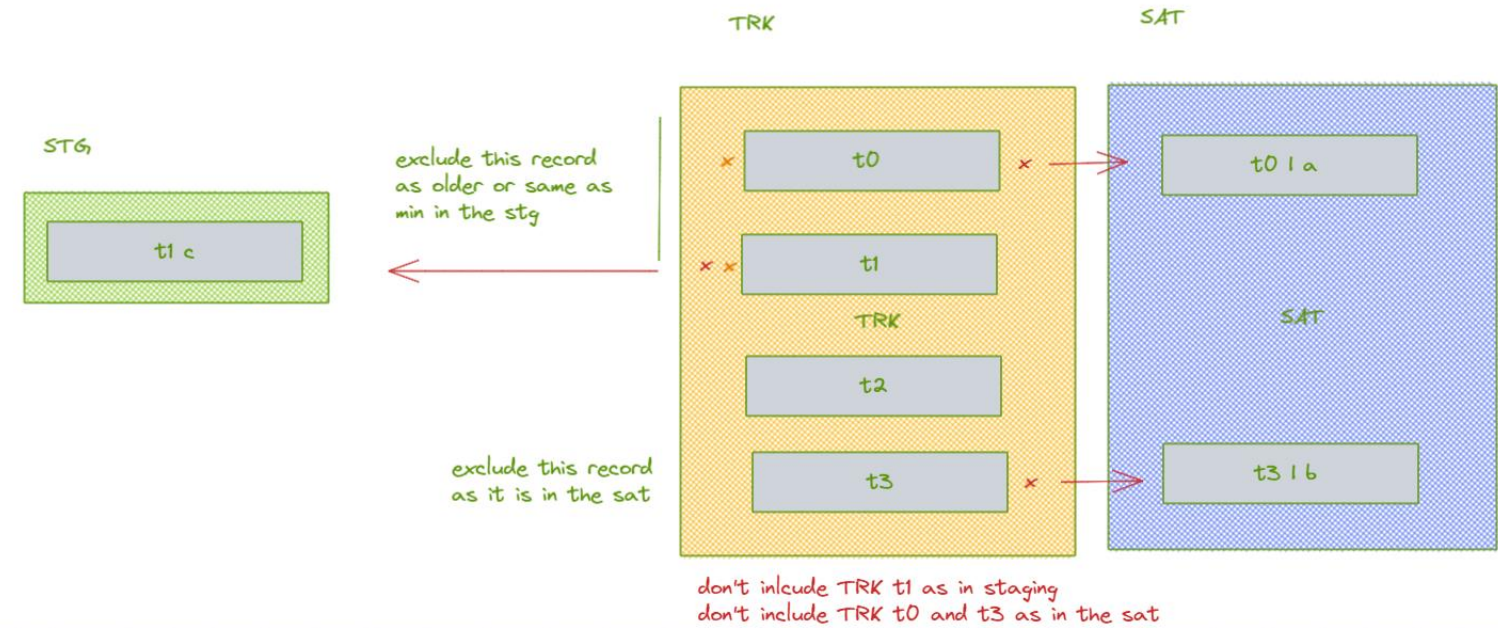 TRK
SAT
STG
exclude this record
as older or same as
min in the stg
t1 c
t0
t1
TRK
t2
t3
t0 | a
SAT
t3 | b
exclude this record
as it is in the sat
don't inlcude TRK t1 as in staging
don't include TRK t0 and t3 as in the sat